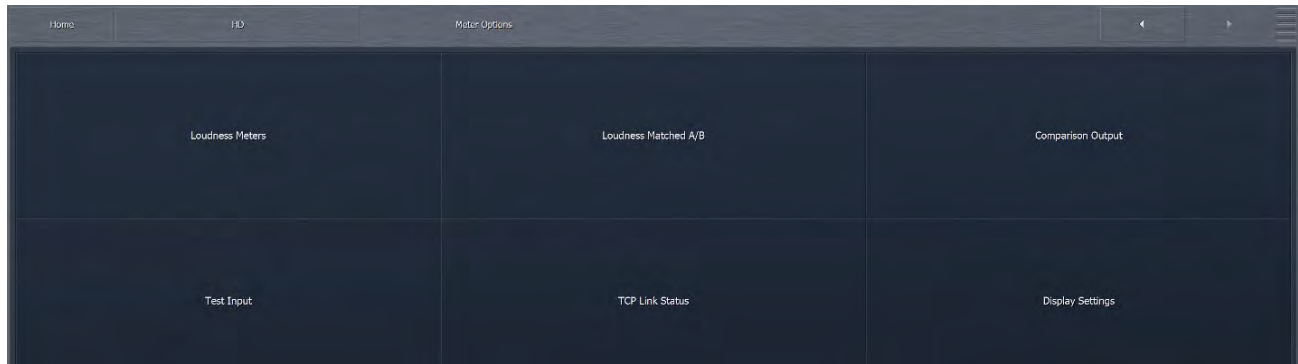 Home HD Meter Options
Loudness Meters Loudness Matched A/B Comparison Output
Test Input TCP Link Status Display Settings